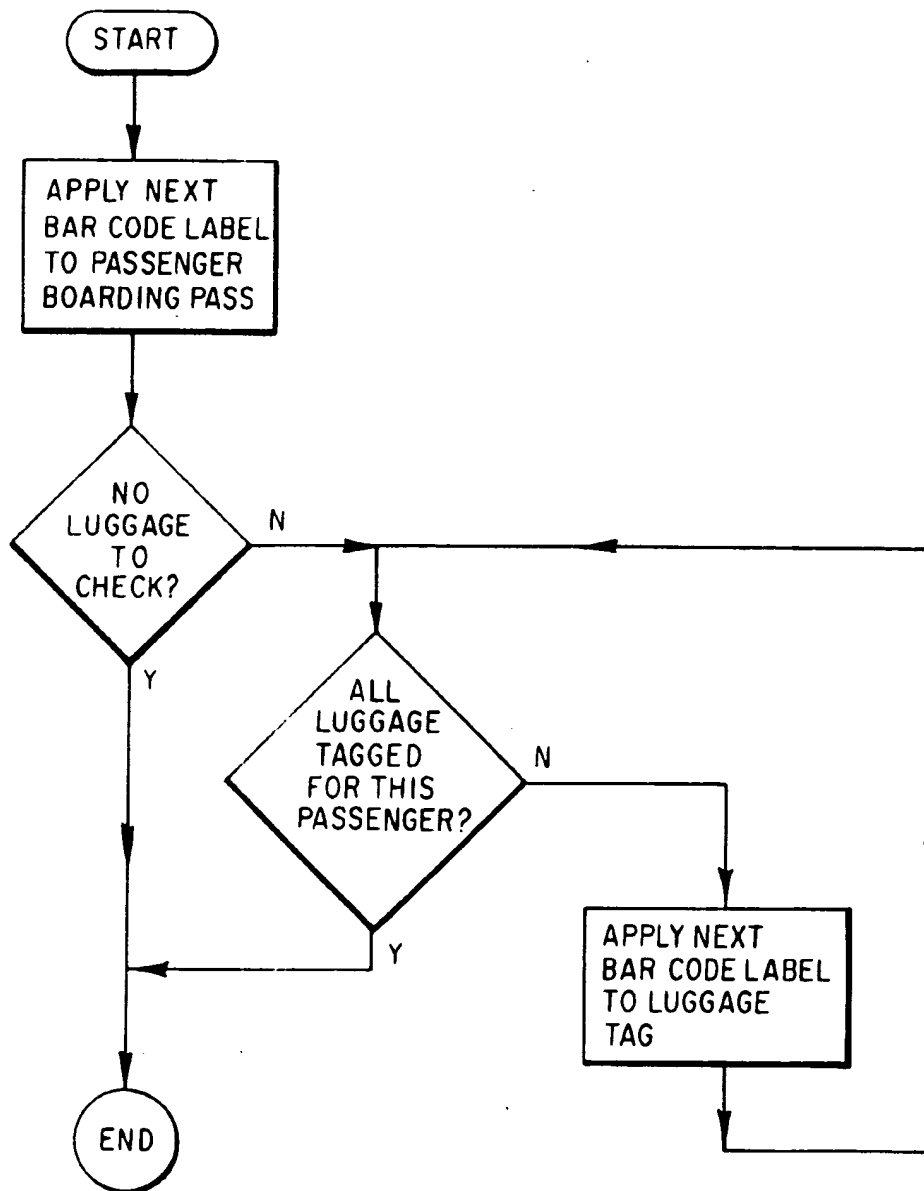 START
APPLY NEXT
BAR CODE LABEL
TO PASSENGER
BOARDING PASS
NO
LUGGAGE
TO
CHECK?
N
Y
ALL
LUGGAGE
TAGGED
FOR THIS
PASSENGER?
N
Y
APPLY NEXT
BAR CODE LABEL
TO LUGGAGE
TAG
END